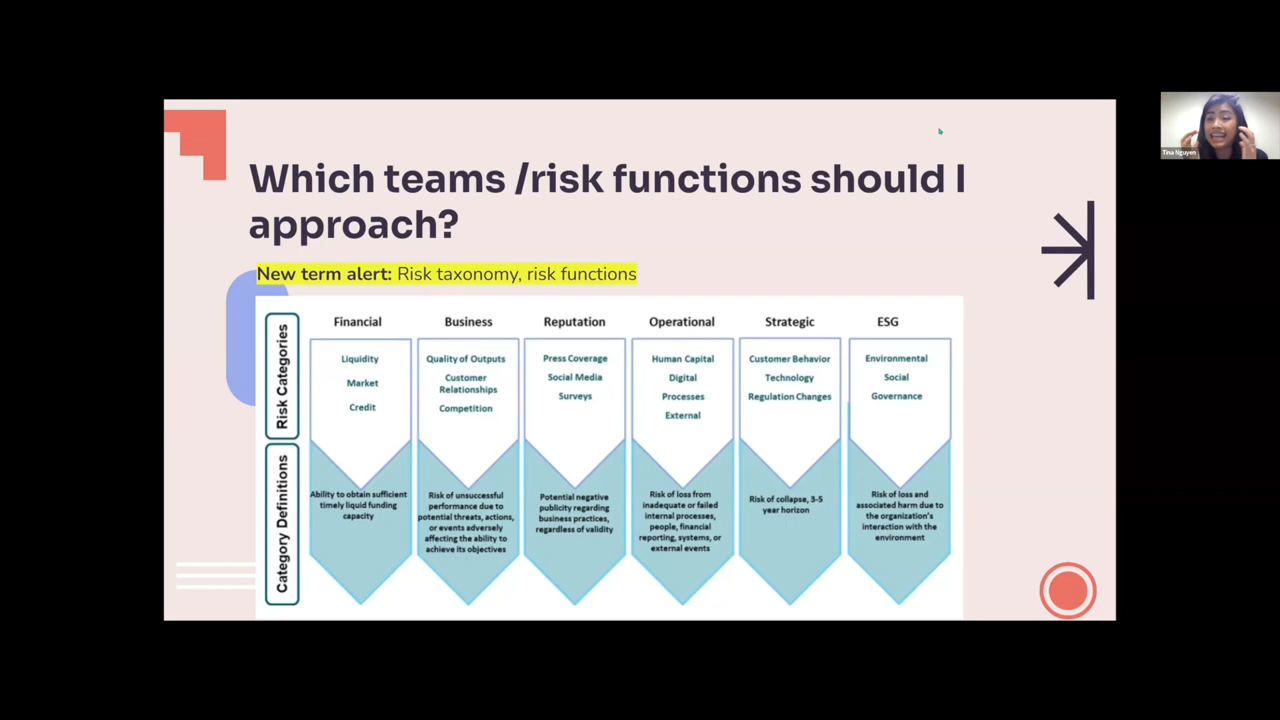 Which teams /risk functions should I
approach?
New term alert: Risk taxonomy, risk functions
Risk Categories
Financial
Liquidity
Market
Credit
Business
Quality of Outputs
Customer
Relationships
Competition
Reputation
Press Coverage
Social Media
Surveys
Operational
Human Capital
Digital
Processes
External
Strategic
Customer Behavior
Technology
Regulation Changes
ESG
Environmental
Social
Governance
Category Definitions
Ability to obtain sufficient
timely liquid funding
capacity
Risk of unsuccessful
performance due to
potential threats, actions,
or events adversely
affecting the ability to
achieve its objectives
Potential negative
publicity regarding
business practices,
regardless of validity
Risk of loss from
inadequate or failed
internal processes,
people, financial
reporting, systems, or
external events
Risk of collapse, 3-5
year horizon
Risk of loss and
associated harm due to
the organization's
interaction with the
environment
Tina Nguyen